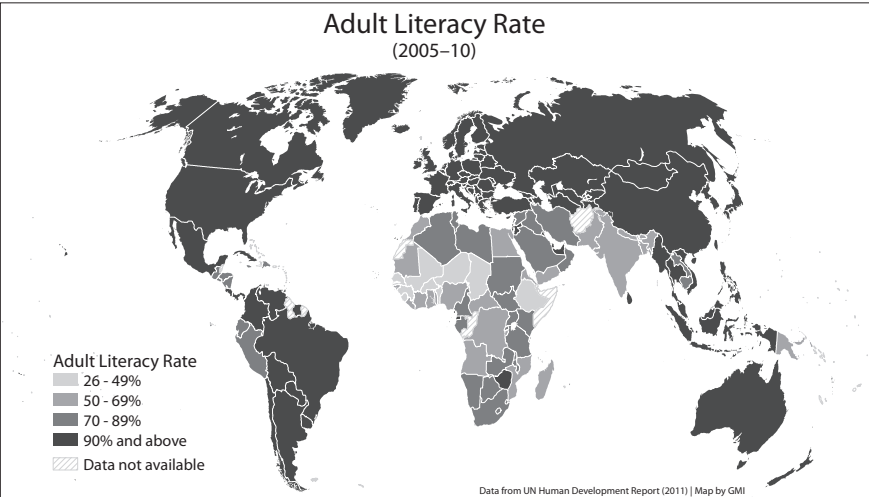 Adult Literacy Rate
(2005–10)
Adult Literacy Rate
26 - 49%
50 - 69%
70 - 89%
90% and above
Data not available
Data from UN Human Development Report (2011) | Map by GMI